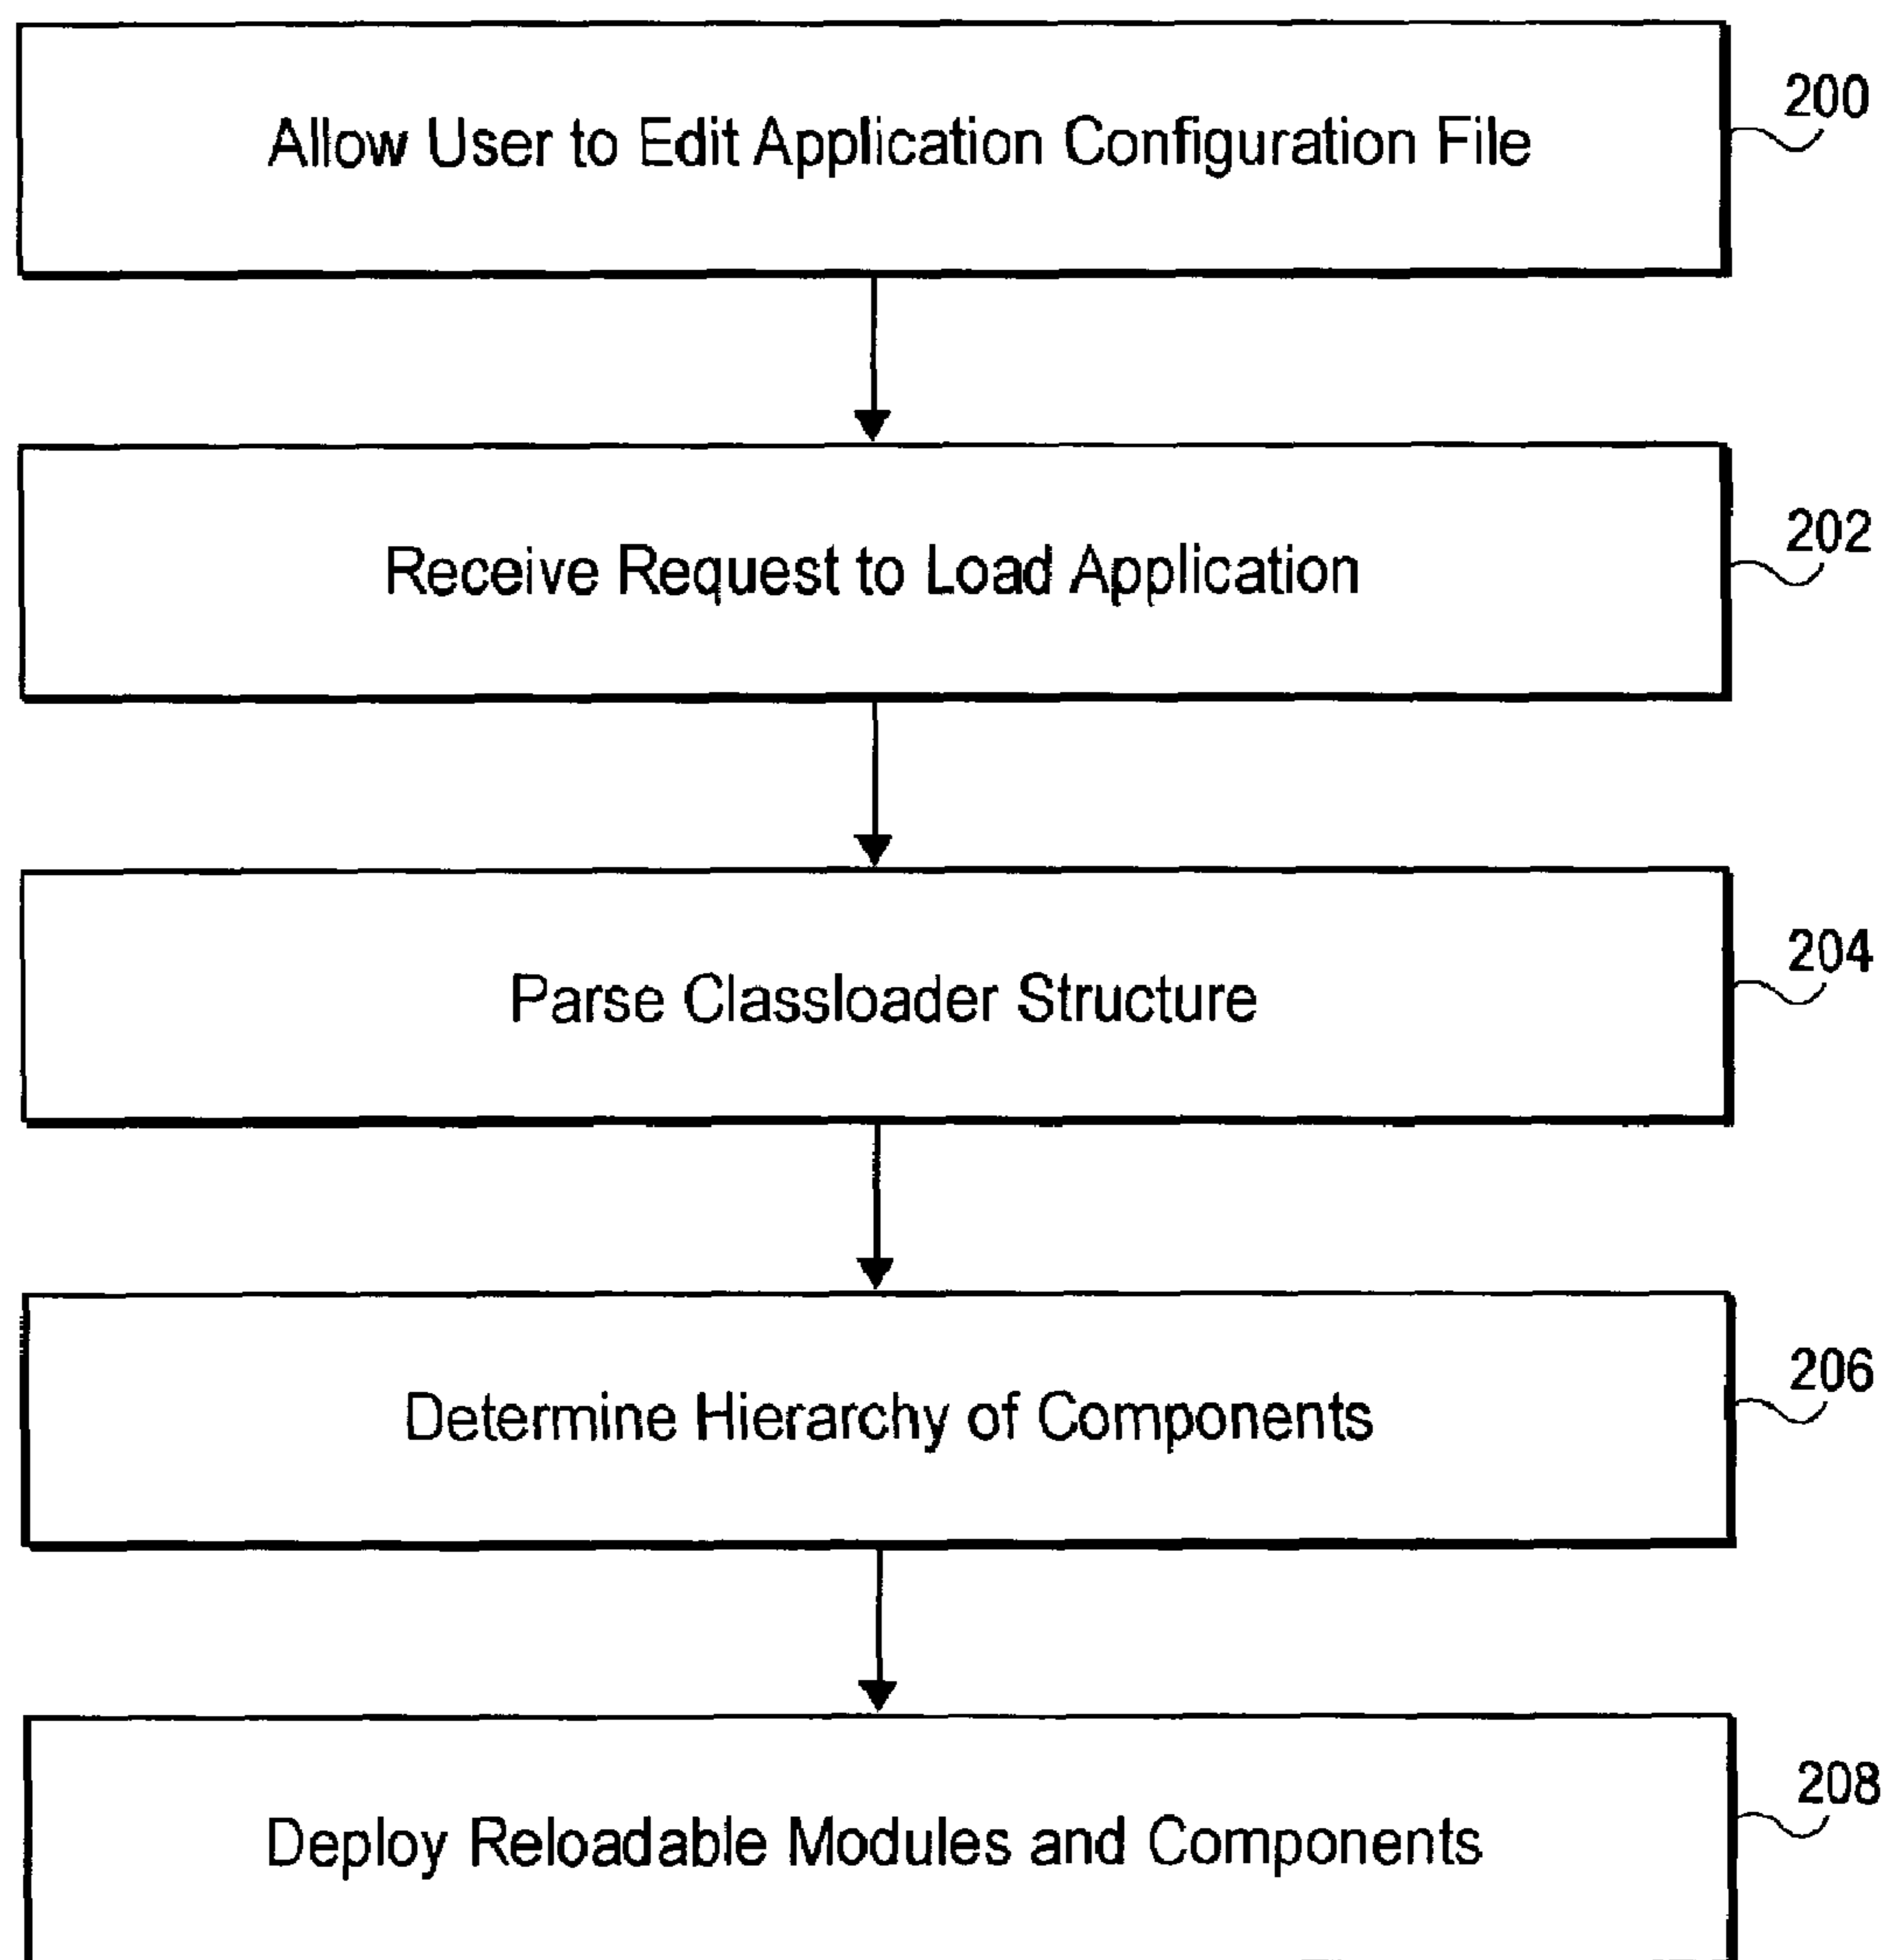 Allow User to Edit Application Configuration File
200
Receive Request to Load Application
202
Parse Classloader Structure
204
Determine Hierarchy of Components
206
Deploy Reloadable Modules and Components
208